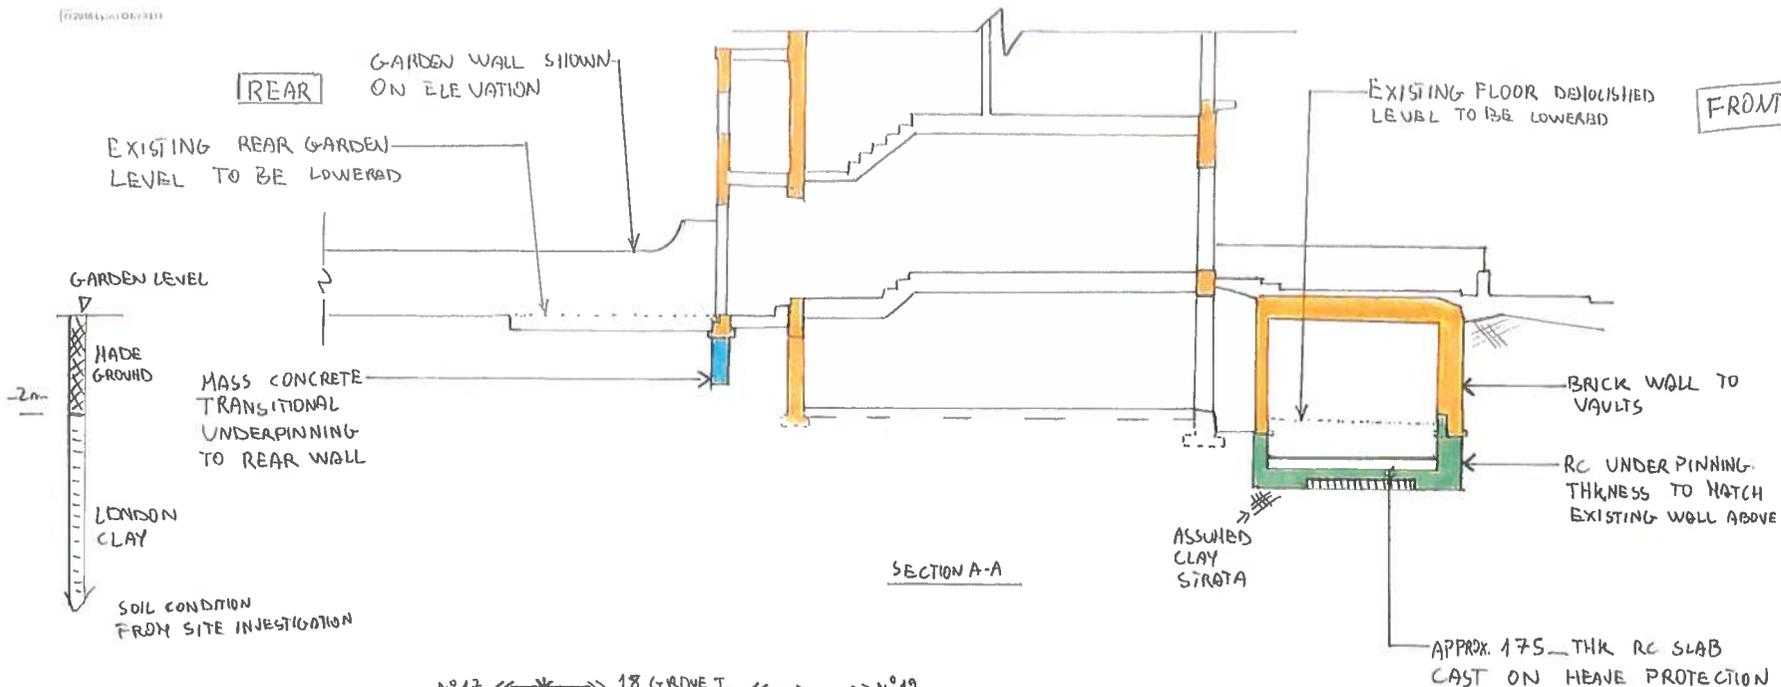 GARDEN WALL SHOWN
ON ELEVATION
REAR
EXISTING REAR GARDEN
LEVEL TO BE LOWERED
EXISTING FLOOR DEMOLISHED
LEVEL TO BE LOWERED
FRONT
GARDEN LEVEL
MADE
GROUND
2m
MASS CONCRETE
TRANSITIONAL
UNDERPINNING
TO REAR WALL
BRICK WALL TO
VAULTS
RC UNDERPINNING.
THKNESS TO MATCH
EXISTING WALL ABOVE
LONDON
CLAY
ASSUMED
CLAY
STRATA
SECTION A-A
SOIL CONDITION
FROM SITE INVESTIGATION
APPROX. 175_THK RC SLAB
CAST ON HEAVE PROTECTION
Nº17 18 GROVE T Nº19